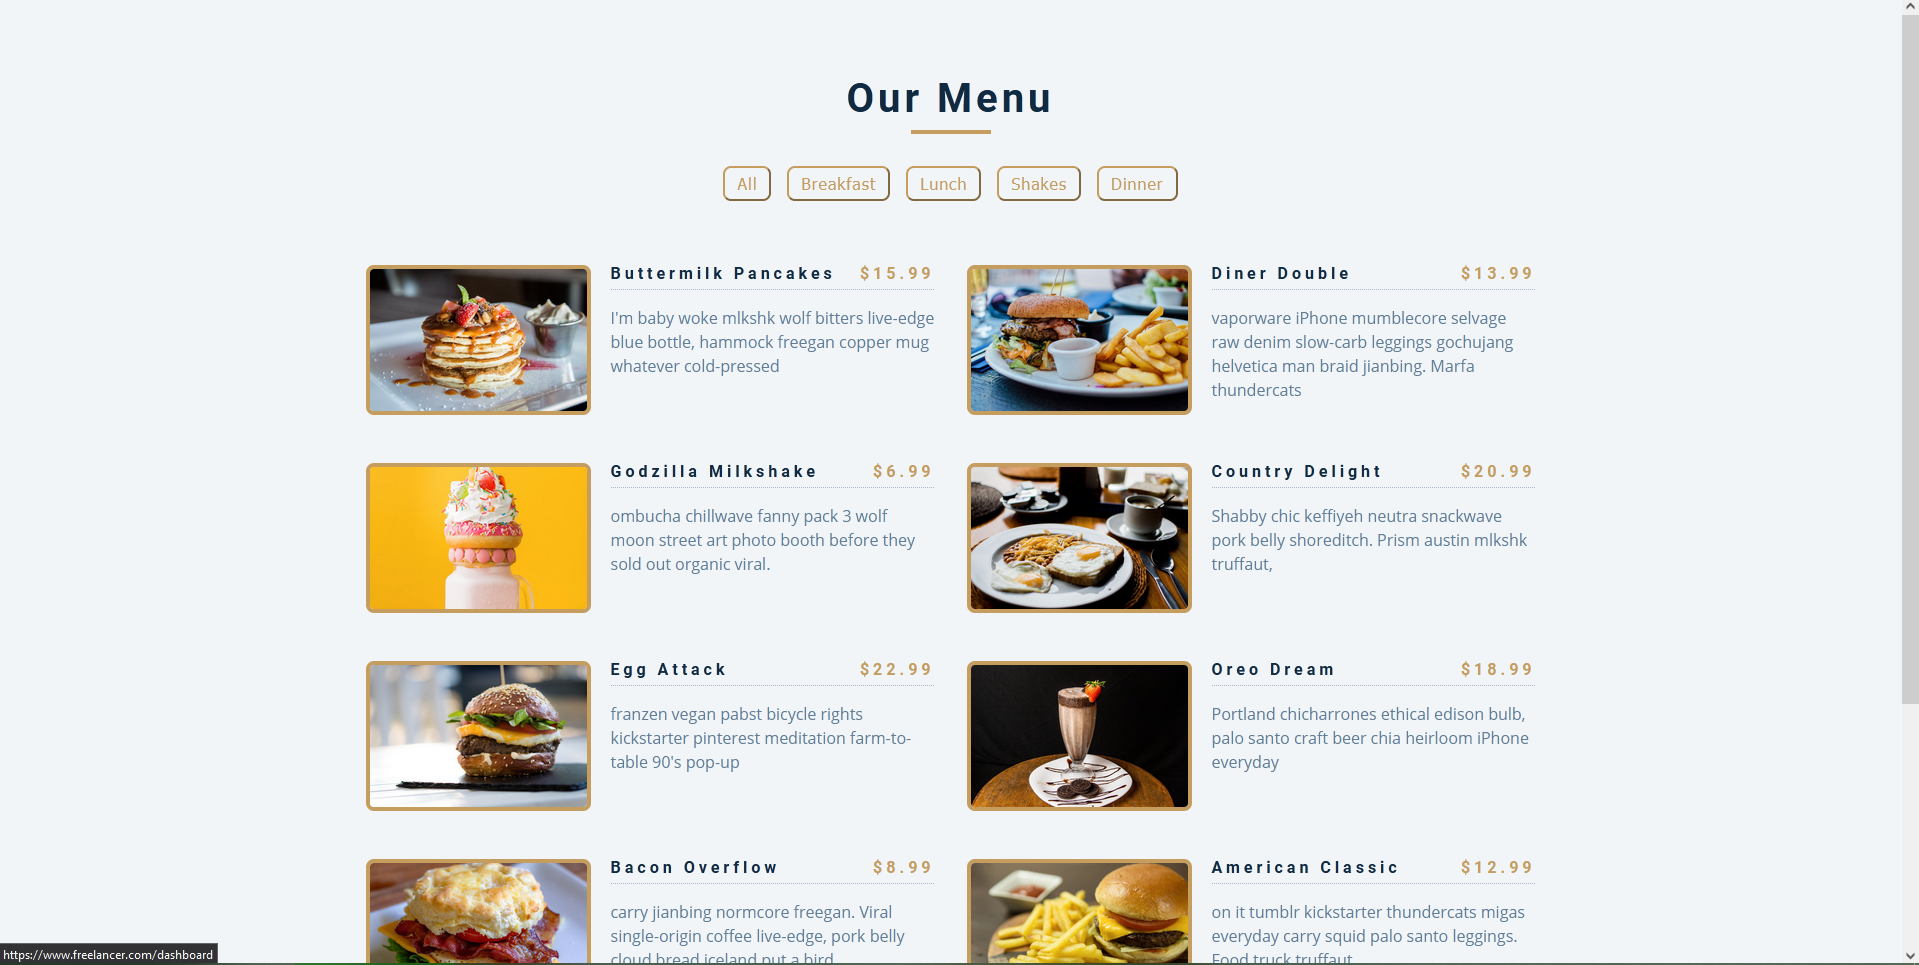 Our Menu
All
Breakfast
Lunch
Shakes
Dinner
Buttermilk Pancakes $15.99
I'm baby woke mlkshk wolf bitters live-edge
blue bottle, hammock freegan copper mug
whatever cold-pressed
Diner Double $13.99
vaporware iPhone mumblecore selvage
raw denim slow-carb leggings gochujang
helvetica man braid jianbing. Marfa
thundercats
Godzilla Milkshake $6.99
ombucha chillwave fanny pack 3 wolf
moon street art photo booth before they
sold out organic viral.
Country Delight $20.99
Shabby chic keffiyeh neutra snackwave
pork belly shoreditch. Prism austin mlkshk
truffaut,
Egg Attack $22.99
franzen vegan pabst bicycle rights
kickstarter pinterest meditation farm-to-
table 90's pop-up
Oreo Dream $18.99
Portland chicharrones ethical edison bulb,
palo santo craft beer chia heirloom iPhone
everyday
Bacon Overflow $8.99
carry jianbing normcore freegan. Viral
single-origin coffee live-edge, pork belly
cloud bread iceland put a bird
American Classic $12.99
on it tumblr kickstarter thundercats migas
everyday carry squid palo santo leggings.
Food truck truffaut
https://www.freelancer.com/dashboard